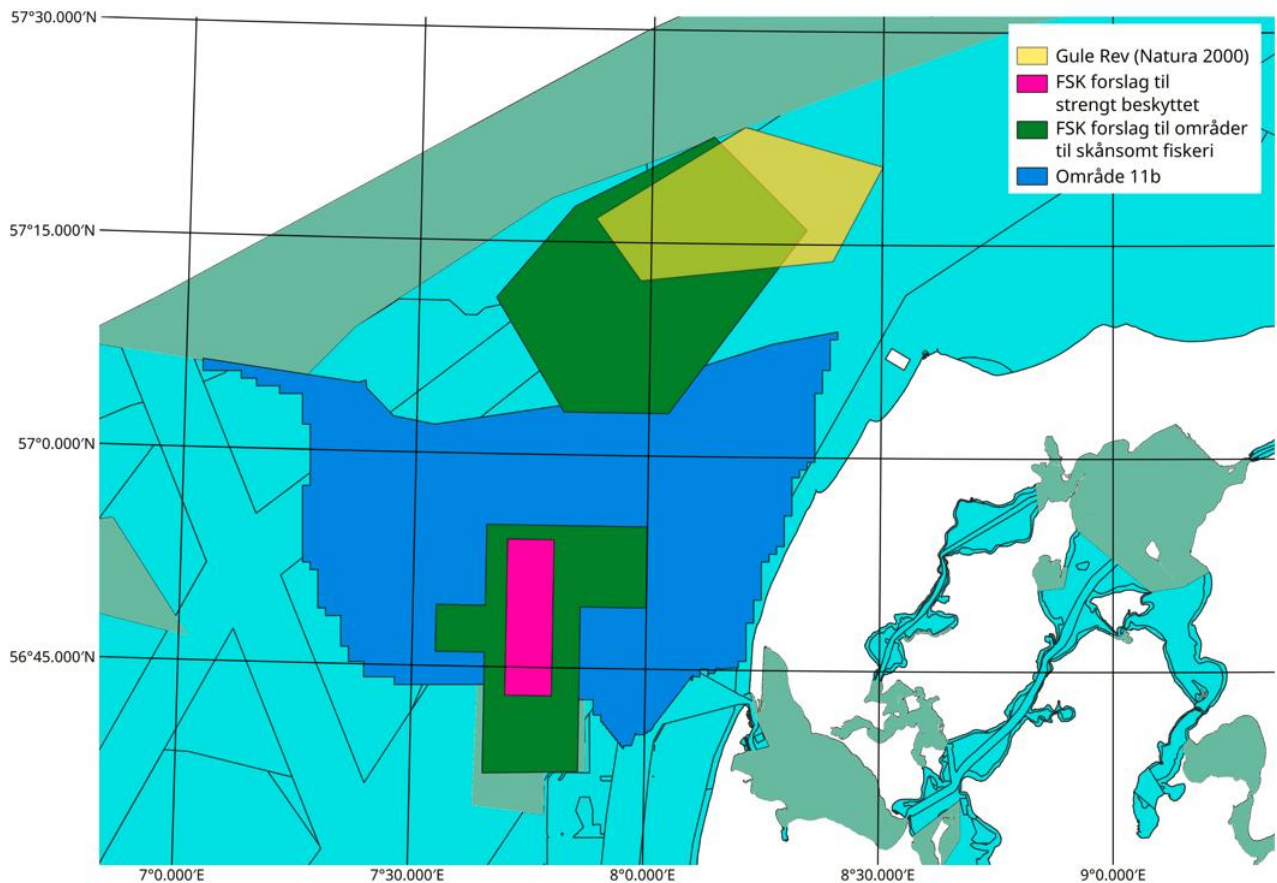 57°30.000′N
Gule Rev (Natura 2000)
FSK forslag til
strengt beskyttet
FSK forslag til områder
til skånsomt fiskeri
Område 11b
57°15.000′N
57°0.000′N
56°45.000′N
7°0.000′E
7°30.000′E
8°0.000′E
8°30.000′E
9°0.000′E